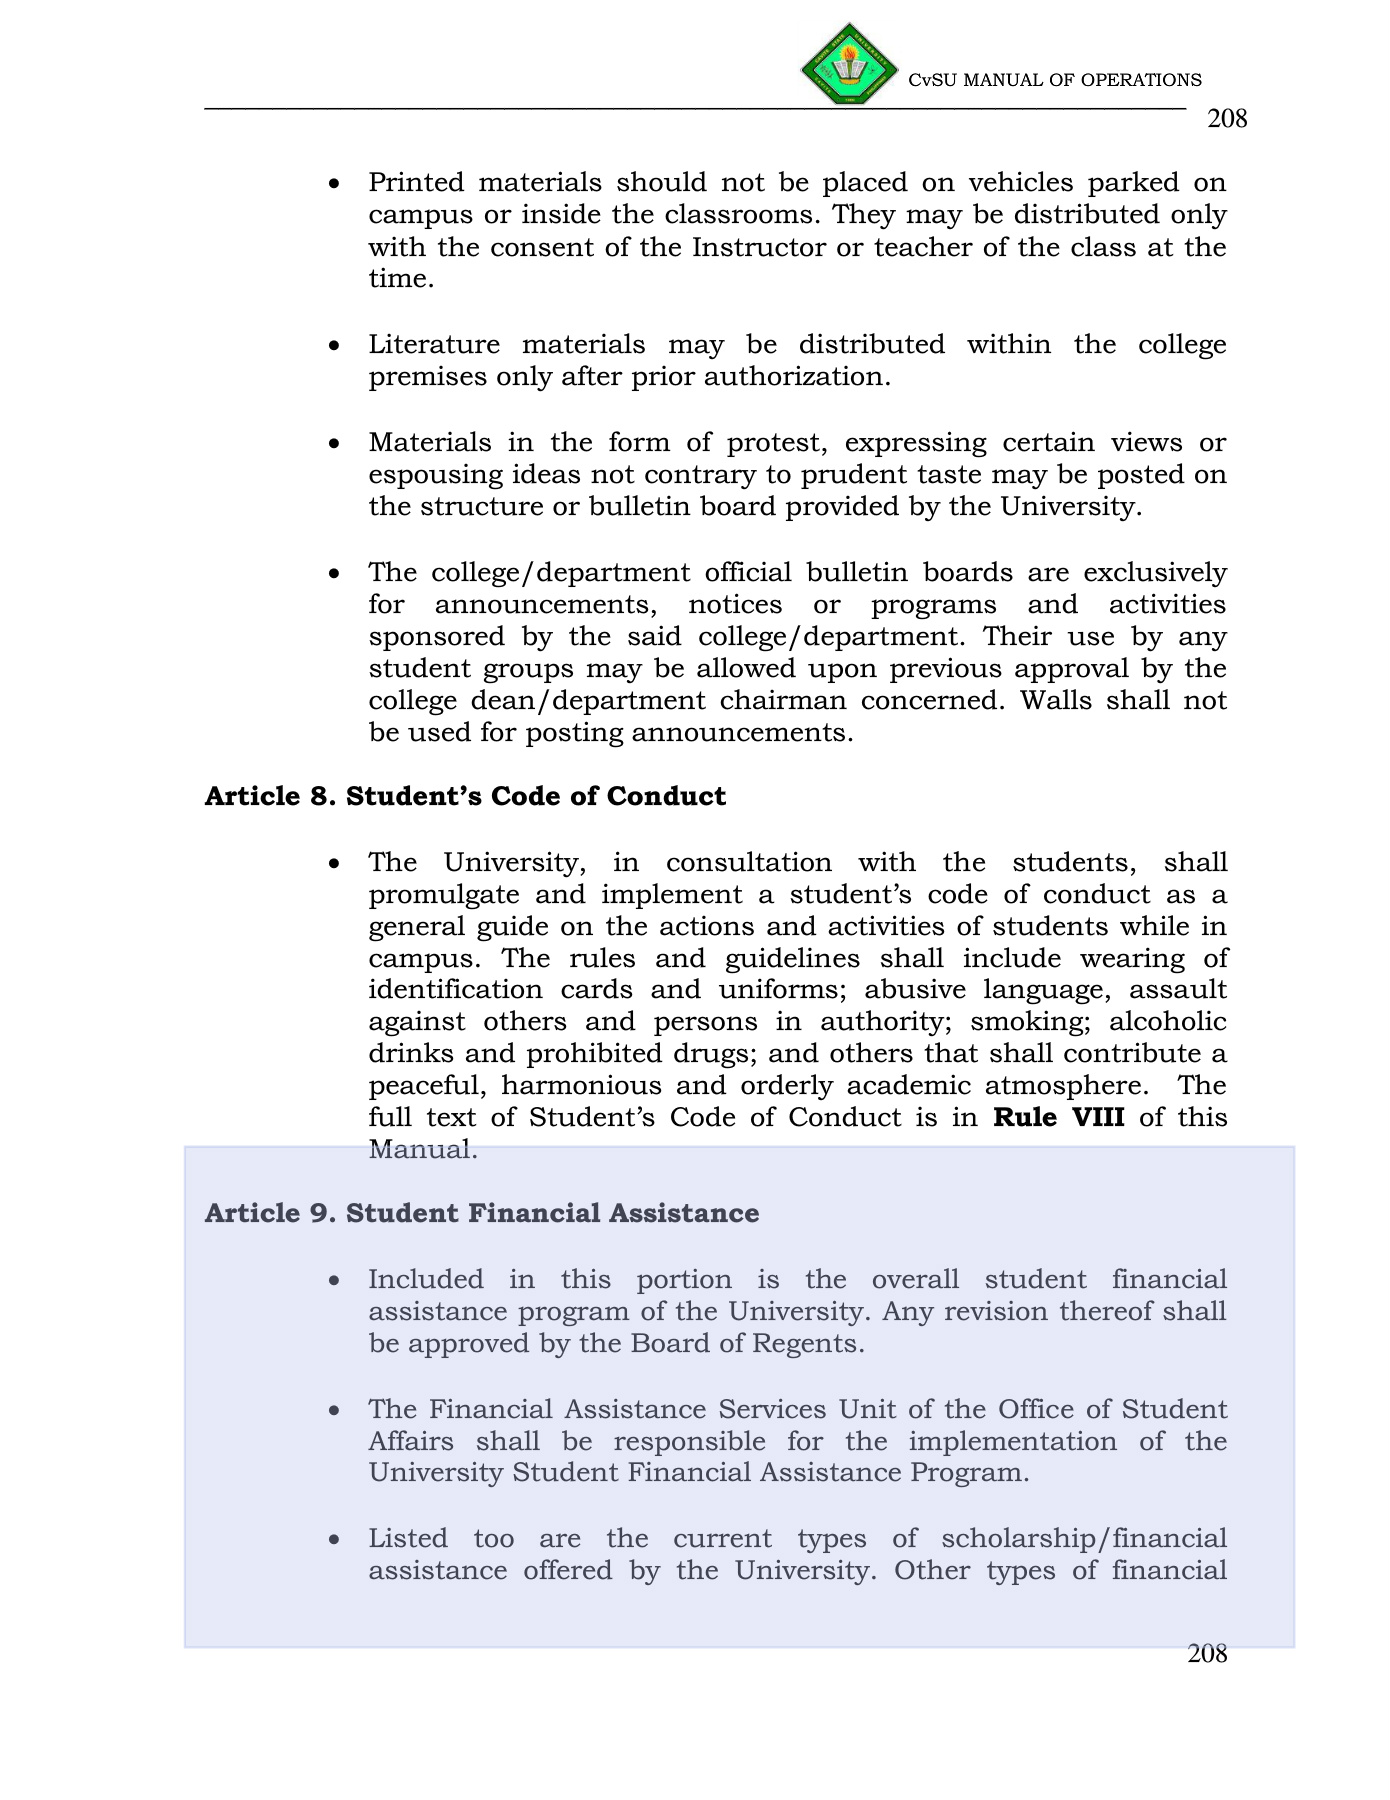 CvSU MANUAL OF OPERATIONS
208
• Printed materials should not be placed on vehicles parked on
campus or inside the classrooms. They may be distributed only
with the consent of the Instructor or teacher of the class at the
time.
• Literature materials may be distributed within the college
premises only after prior authorization.
• Materials in the form of protest, expressing certain views or
espousing ideas not contrary to prudent taste may be posted on
the structure or bulletin board provided by the University.
• The college/department official bulletin boards are exclusively
for announcements, notices or programs and activities
sponsored by the said college/department. Their use by any
student groups may be allowed upon previous approval by the
college dean/department chairman concerned. Walls shall not
be used for posting announcements.
Article 8. Student’s Code of Conduct
• The University, in consultation with the students, shall
promulgate and implement a student’s code of conduct as a
general guide on the actions and activities of students while in
campus. The rules and guidelines shall include wearing of
identification cards and uniforms; abusive language, assault
against others and persons in authority; smoking; alcoholic
drinks and prohibited drugs; and others that shall contribute a
peaceful, harmonious and orderly academic atmosphere. The
full text of Student’s Code of Conduct is in Rule VIII of this
Manual.
Article 9. Student Financial Assistance
• Included in this portion is the overall student financial
assistance program of the University. Any revision thereof shall
be approved by the Board of Regents.
• The Financial Assistance Services Unit of the Office of Student
Affairs shall be responsible for the implementation of the
University Student Financial Assistance Program.
• Listed too are the current types of scholarship/financial
assistance offered by the University. Other types of financial
208